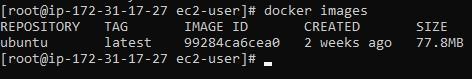 [root@ip-172-31-17-27 ec2-user]# docker images
REPOSITORY   TAG       IMAGE ID       CREATED       SIZE
ubuntu       latest    99284ca6cea0   2 weeks ago   77.8MB
[root@ip-172-31-17-27 ec2-user]#